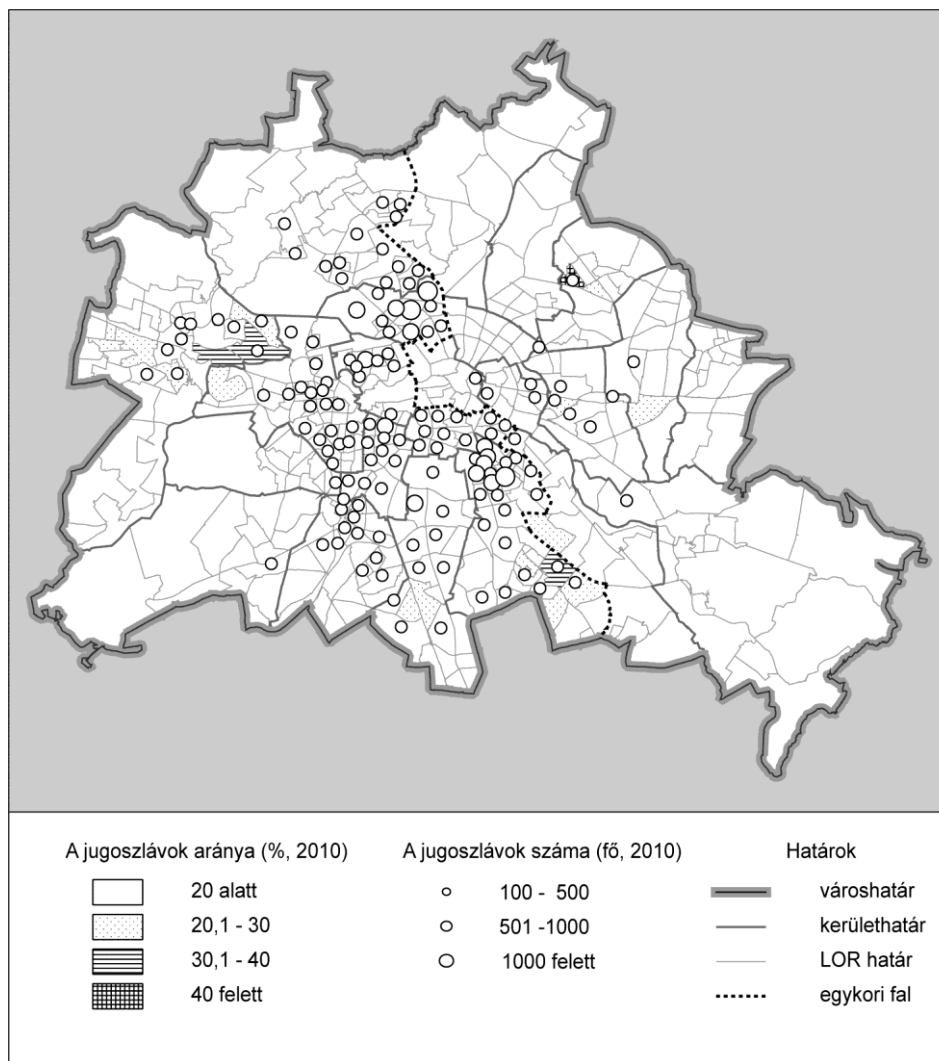 A jugoszlávok aránya (%, 2010)
20 alatt
20,1 - 30
30,1 - 40
40 felett
A jugoszlávok száma (fő, 2010)
100 - 500
501 -1000
1000 felett
Határok
városhatár
kerülethatár
LOR határ
egykori fal